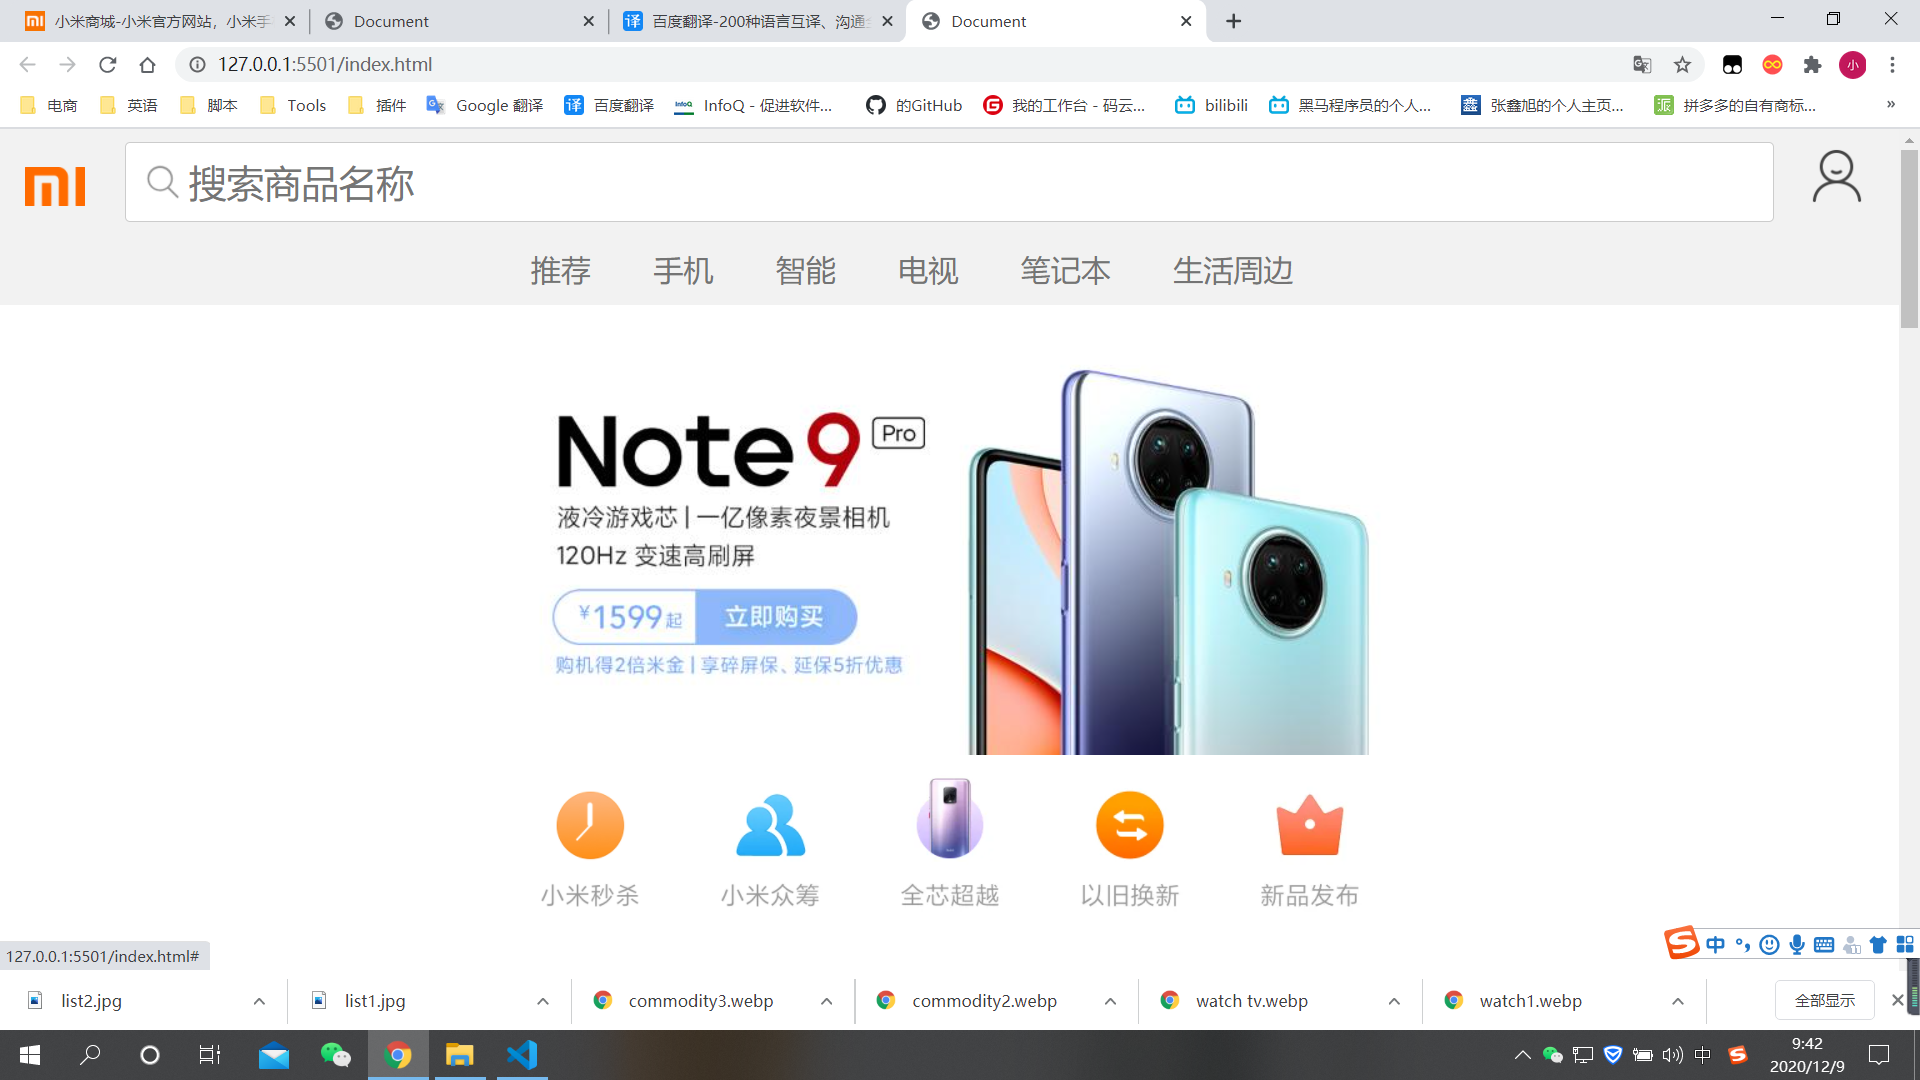 小米商城-小米官方网站，小米手
Document
百度翻译-200种语言互译、沟通全
Document
127.0.0.1:5501/index.html
小
电商
英语
脚本
Tools
插件
Google 翻译
百度翻译
InfoQ - 促进软件...
的GitHub
我的工作台 - 码云...
bilibili
黑马程序员的个人...
张鑫旭的个人主页...
拼多多的自有商标...
»
搜索商品名称
推荐 手机 智能 电视 笔记本 生活周边
Note 9 Pro
液冷游戏芯 | 一亿像素夜景相机
120Hz 变速高刷屏
¥1599起 立即购买
购机得2倍米金 | 享碎屏保、延保5折优惠
小米秒杀 小米众筹 全芯超越 以旧换新 新品发布
中
127.0.0.1:5501/index.html#
list2.jpg
list1.jpg
commodity3.webp
commodity2.webp
watch tv.webp
watch1.webp
全部显示
中
9:42
2020/12/9